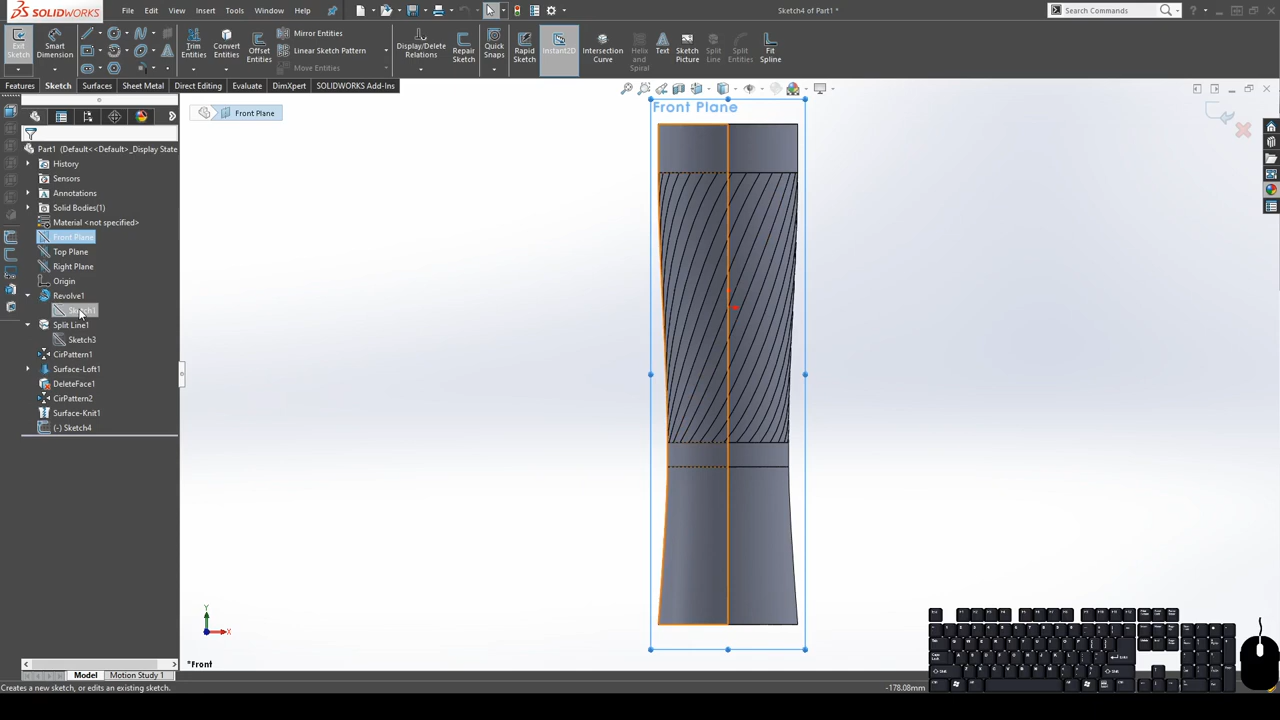 SOLIDWORKS
File Edit View Insert Tools Window Help
Sketch4 of Part1 *
Search Commands
Exit Sketch
Smart Dimension
Trim Entities
Convert Entities
Offset Entities
Mirror Entities
Linear Sketch Pattern
Move Entities
Display/Delete Relations
Repair Sketch
Quick Snaps
Rapid Sketch
Instant2D
Intersection Curve
Helix and Spiral
Text
Sketch Picture
Split Line
Split Entities
Fit Spline
Features Sketch Surfaces Sheet Metal Direct Editing Evaluate DimXpert SOLIDWORKS Add-Ins
Front Plane
Front Plane
Part1 (Default<<Default>_Display State
History
Sensors
Annotations
Solid Bodies(1)
Material <not specified>
Front Plane
Top Plane
Right Plane
Origin
Revolve1
Sketch1
Split Line1
Sketch3
CirPattern1
Surface-Loft1
DeleteFace1
CirPattern2
Surface-Knit1
(-) Sketch4
Y
X
*Front
Model Motion Study 1
Creates a new sketch, or edits an existing sketch.
-178.08mm